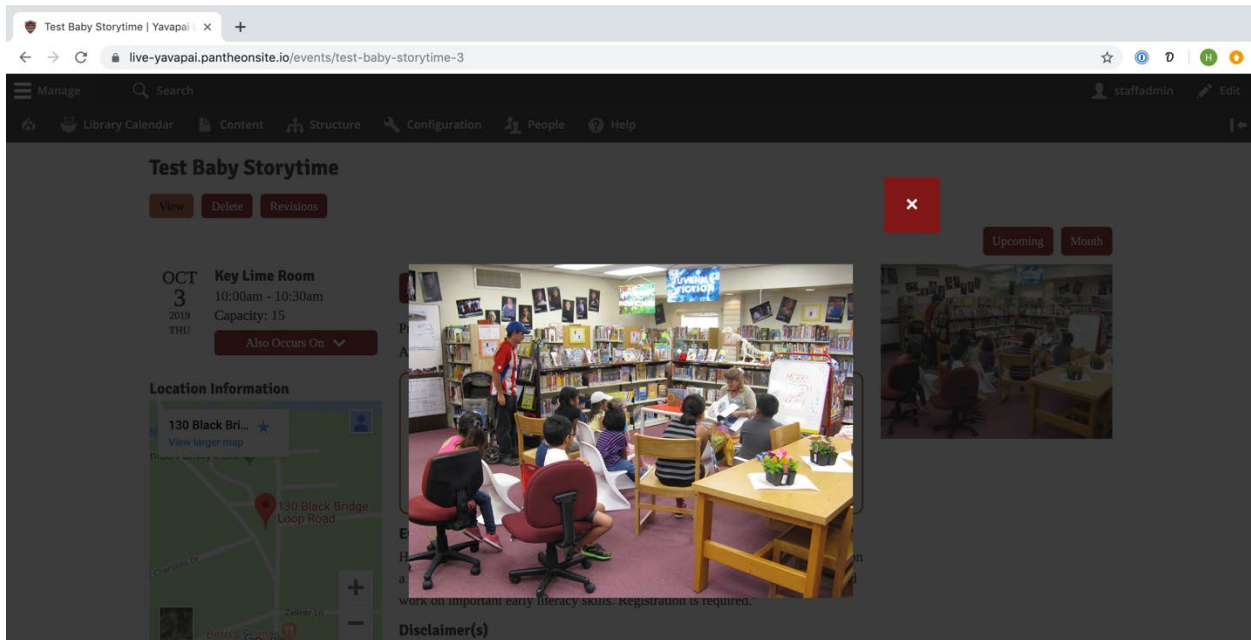 Test Baby Storytime | Yavapai
live-yavapai.pantheonsite.io/events/test-baby-storytime-3
Manage Search staffadmin Edit
Library Calendar Content Structure Configuration People Help
Test Baby Storytime
View Delete Revisions
×
Upcoming Month
OCT
3
2019
THU
Key Lime Room
10:00am - 10:30am
Capacity: 15
Also Occurs On
JUVENILE
FICTION
Location Information
130 Black Bri...
View larger map
130 Black Bridge
Loop Road
Zellner Ln
+
−
work on important early literacy skills. Registration is required.
Disclaimer(s)